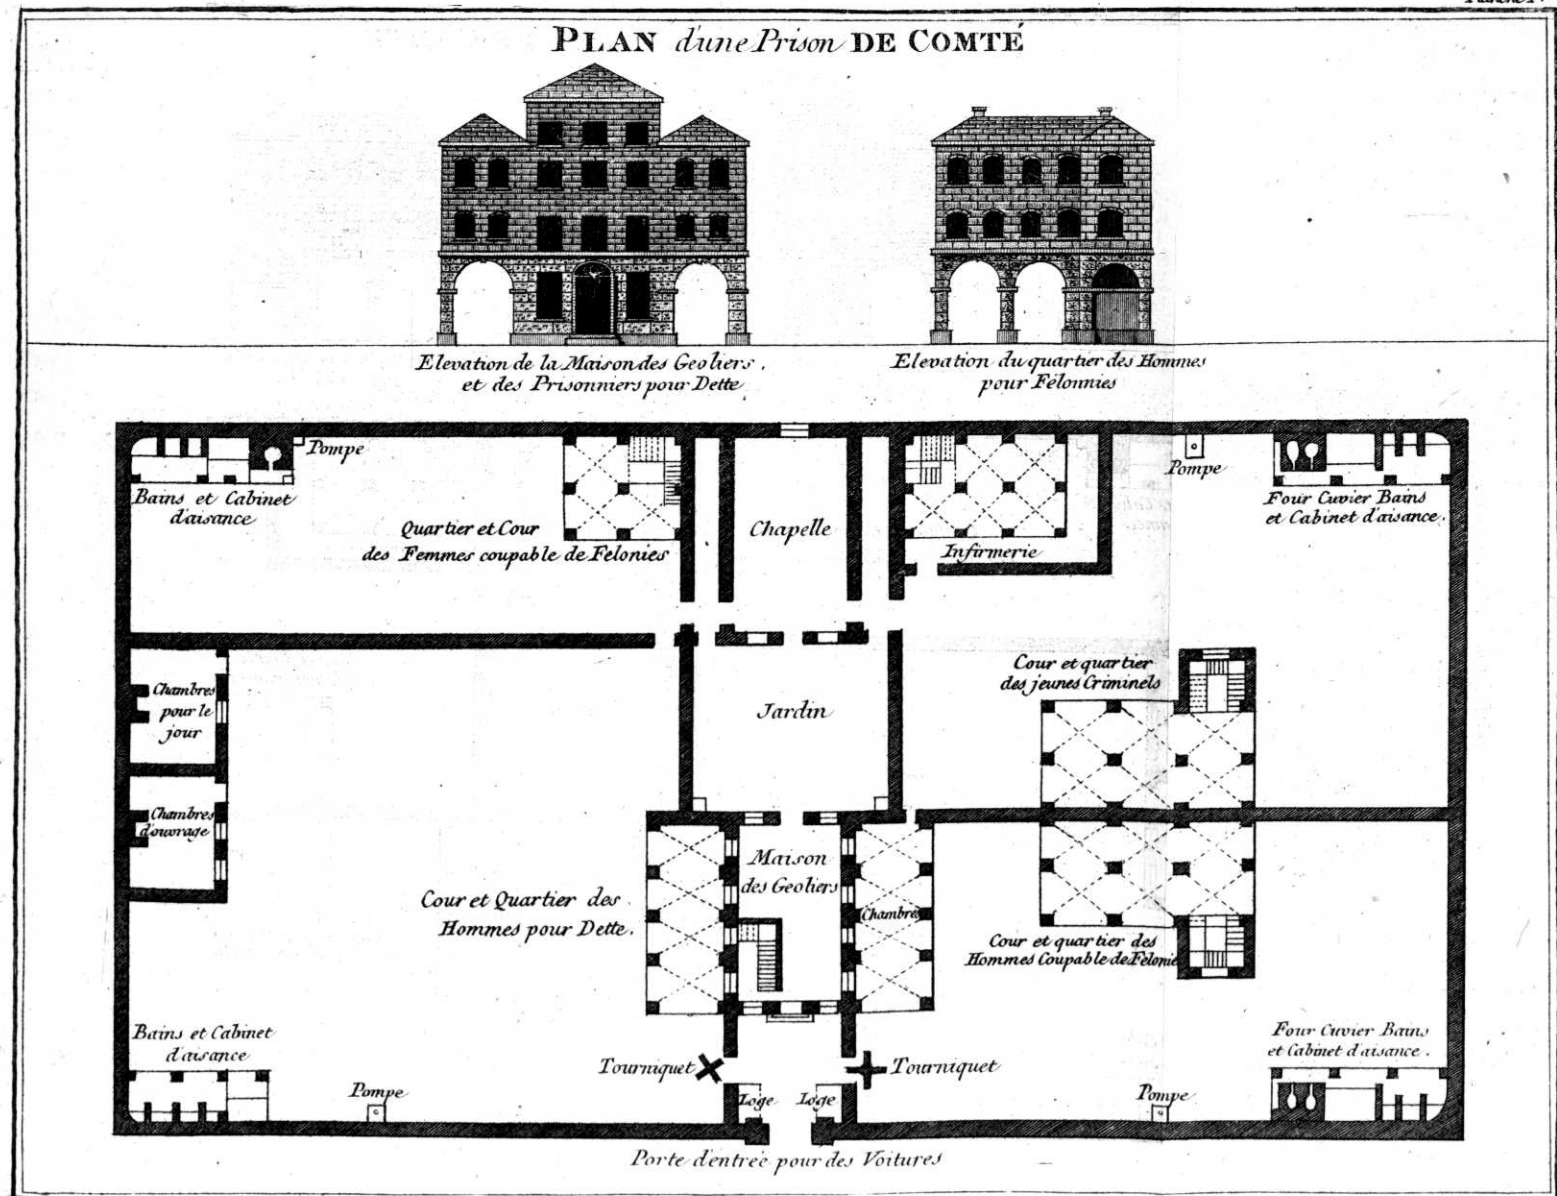 PLAN d'une Prison DE COMTÉ
Elevation de la Maison des Geoliers.
et des Prisonniers pour Dette
Elevation du quartier des Hommes
pour Félonnies
Pompe
Bains et Cabinet
d'aisance
Quartier et Cour
des Femmes coupable de Félonies
Chapelle
Infirmerie
Pompe
Four Cuvier Bains
et Cabinet d'aisance.
Chambres
pour le
jour
Jardin
Cour et quartier
des jeunes Criminels
Chambres
d'ouvrage
Maison
des Geoliers
Cour et Quartier des
Hommes pour Dette.
Chambres
Cour et quartier des
Hommes Coupable de Félonie
Bains et Cabinet
d'aisance
Pompe
Tourniquet
Tourniquet
Loge
Loge
Pompe
Four Cuvier Bains
et Cabinet d'aisance.
Porte d'entrée pour des Voitures